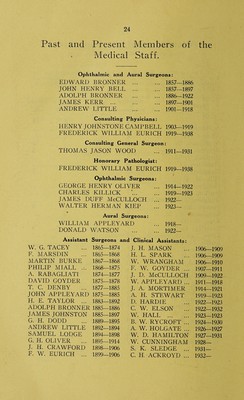 24
Past and Present Members of the
Medical Staff.
Ophthalmic and Aural Surgeons:
EDWARD BRONNER ... ... 1857—1886
JOHN HENRY BELL ... ... 1857—1897
ADOLPH BRONNER ... ... 1886—1922
JAMES KERR ... ... ... 1897—1901
ANDREW LITTLE ... ... 1901—1918
Consulting Physicians:
HENRY JOHNSTONE CAMPBELL 1903—1919
FREDERICK WILLIAM EURICH 1919—1938
Consulting General Surgeon:
THOMAS JASON WOOD ... 1911—1931
Honorary Pathologist:
FREDERICK WILLIAM EURICH 1919—1938
Ophthalmic Surgeons:
GEORGE HENRY OLIVER ... 1914—1922
CHARLES KILLICK ... ... 1919—1923
JAMES DUFF McCULLOCH ... 1922—
WALTER HERMAN KIEP ... 1923—
Aural Surgeons:
WILLIAM APPLEYARD ... 1918—
DONALD WATSON ... ... 1922—
Assistant Surgeons and Clinical Assistants:
W. G. TACEY ... 1865—1874
F. MARSDIN ... 1865—1868
MARTIN BURKE ... 1867—1868
PHILIP MIALL ... 1868—1875
A. RABAGLIATI ... 1874—1877
DAVID GOYDER ... 1875—1878
T. C. DENBY ... 1877—1885
JOHN APPLEYARD 1873—1885
H. E. TAYLOR ... 1883—1892
ADOLPH BRONNER 1885—1886
JAMES JOHNSTON 1885—1897
G. H. DODD ... 1889—1895
ANDREW LITTLE 1892—1894
SAMUEL LODGE ... 1894—1898
G. H. OLIVER ... 1895—1914
J. H. CRAWFORD 1898—1906
F. W. EURICH ... 1899—1906
J. H. MASON ... 1906—1909
H. L. SPARK ... 1906—1909
W. WRANGHAM ... 1906—1910
F. W. GOYDER ... 1907—1911
J. D. McCULLOCH 1909—1922
W. APPLEYARD ... 1911—1918
J. A. MORTIMER 1914—1921
A. H. STEWART ... 1919—1923
D. HARDIE ... 1922—1923
C. W. ELSON ... 1922—1932
W. HALL ... 1923—1925
B. W. RYCROFT ... 1926—1930
A. W. HOLGATE ... 1926—1927
W. D. HAMILTON 1927—1931
W. CUNNINGHAM 1928—
S. K. SLEDGE ... 1931—
C. H. ACKROYD ... 1932—